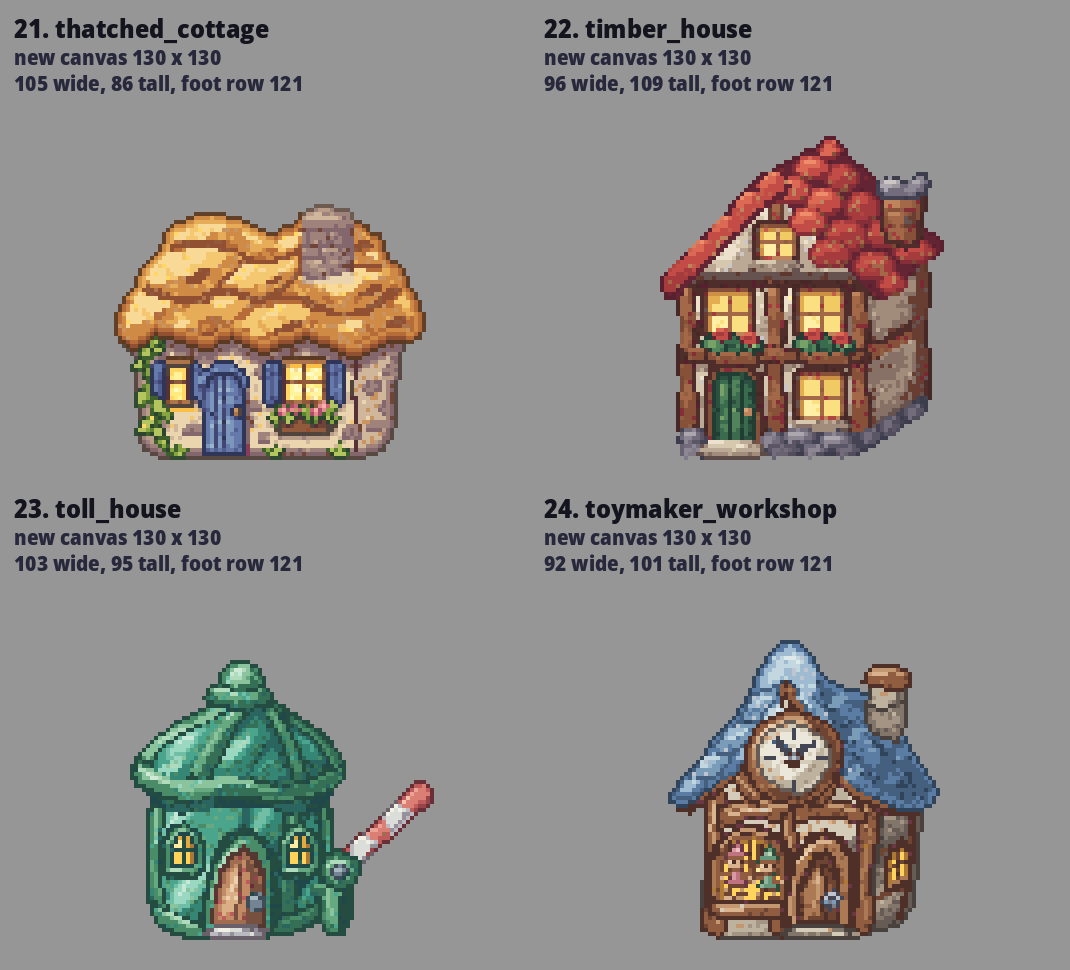 21. thatched_cottage
new canvas 130 x 130
105 wide, 86 tall, foot row 121
22. timber_house
new canvas 130 x 130
96 wide, 109 tall, foot row 121
23. toll_house
new canvas 130 x 130
103 wide, 95 tall, foot row 121
24. toymaker_workshop
new canvas 130 x 130
92 wide, 101 tall, foot row 121